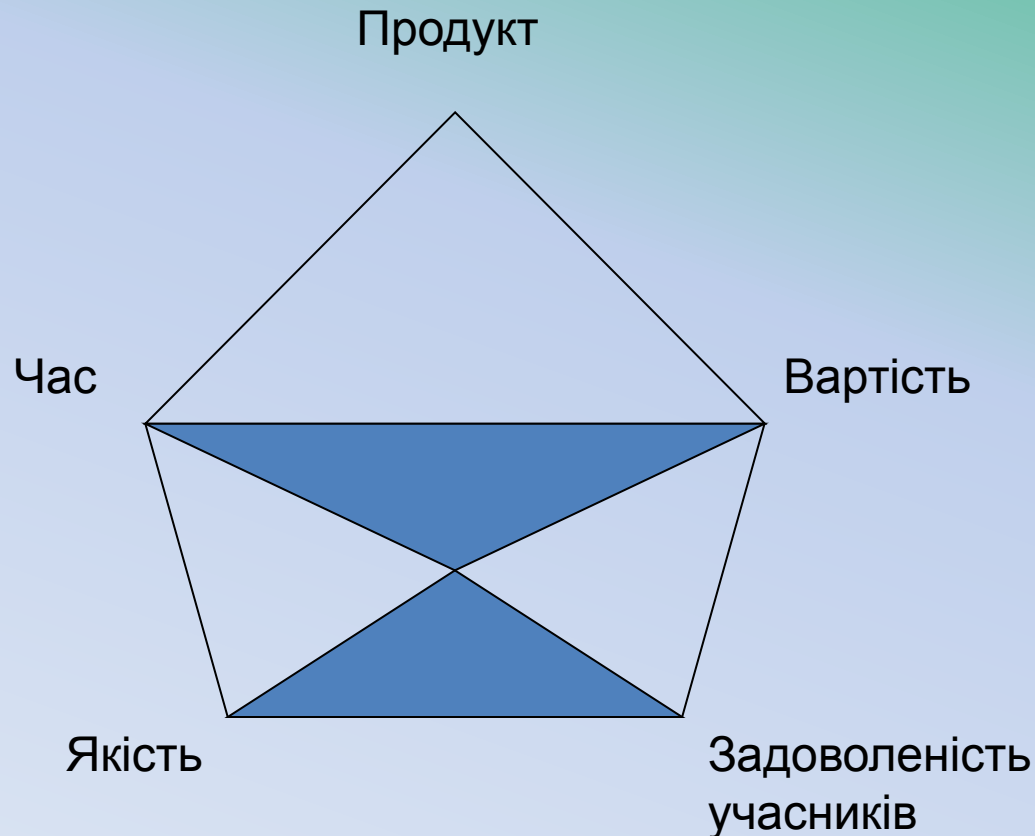 Продукт
Час
Вартість
Якість
Задоволеність
учасників